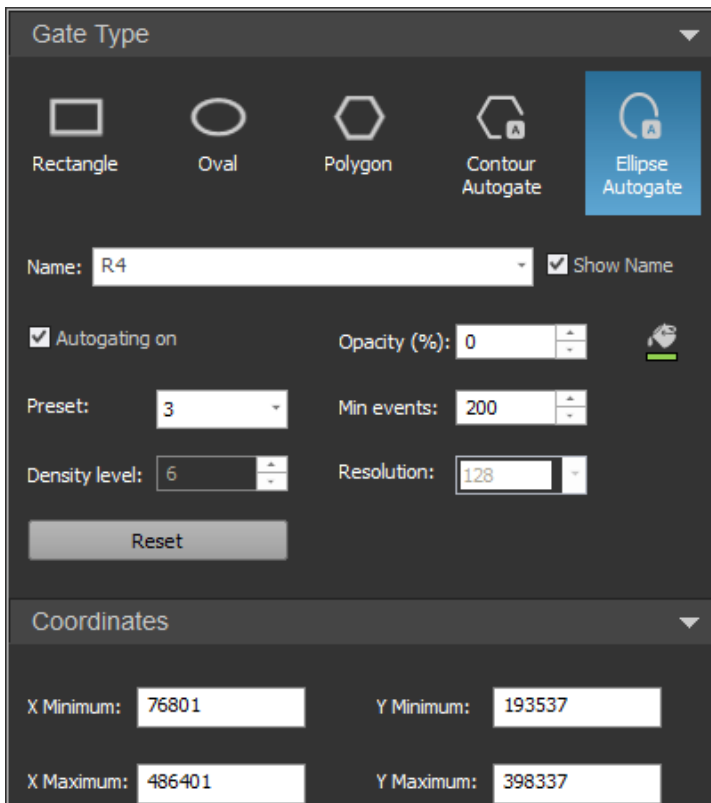 Gate Type
Rectangle Oval Polygon Contour Autogate Ellipse Autogate
Name: R4 Show Name
Autogating on Opacity (%): 0
Preset: 3 Min events: 200
Density level: 6 Resolution: 128
Reset
Coordinates
X Minimum: 76801 Y Minimum: 193537
X Maximum: 486401 Y Maximum: 398337